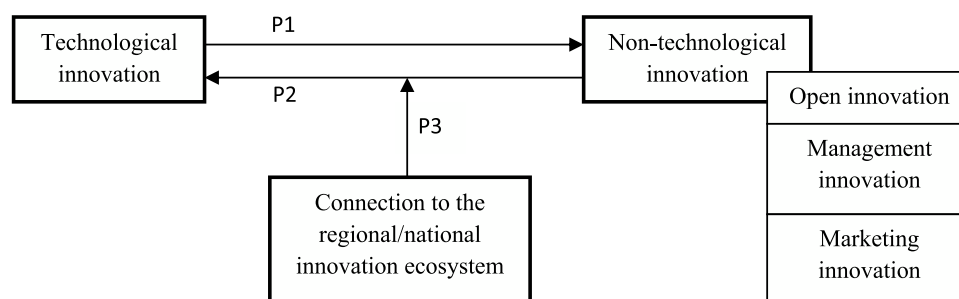 Technological
innovation
P1
P2
Non-technological
innovation
Open innovation
Management
innovation
Marketing
innovation
P3
Connection to the
regional/national
innovation ecosystem